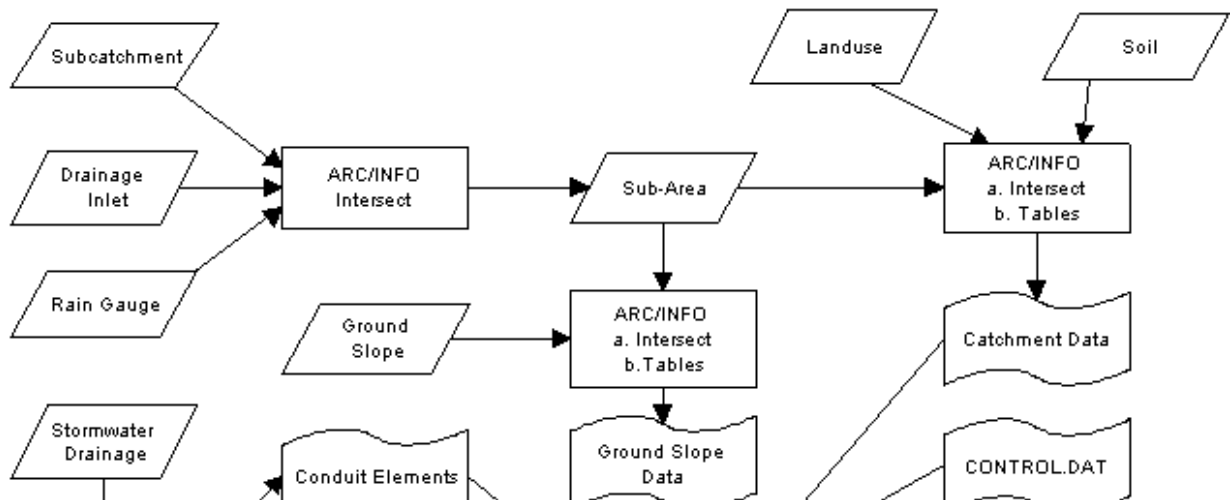 Subcatchment
Landuse
Soil
Drainage
Inlet
ARC/INFO
Intersect
Sub-Area
ARC/INFO
a. Intersect
b. Tables
Rain Gauge
Ground
Slope
ARC/INFO
a. Intersect
b.Tables
Catchment Data
Stormwater
Drainage
Conduit Elements
Ground Slope
Data
CONTROL.DAT